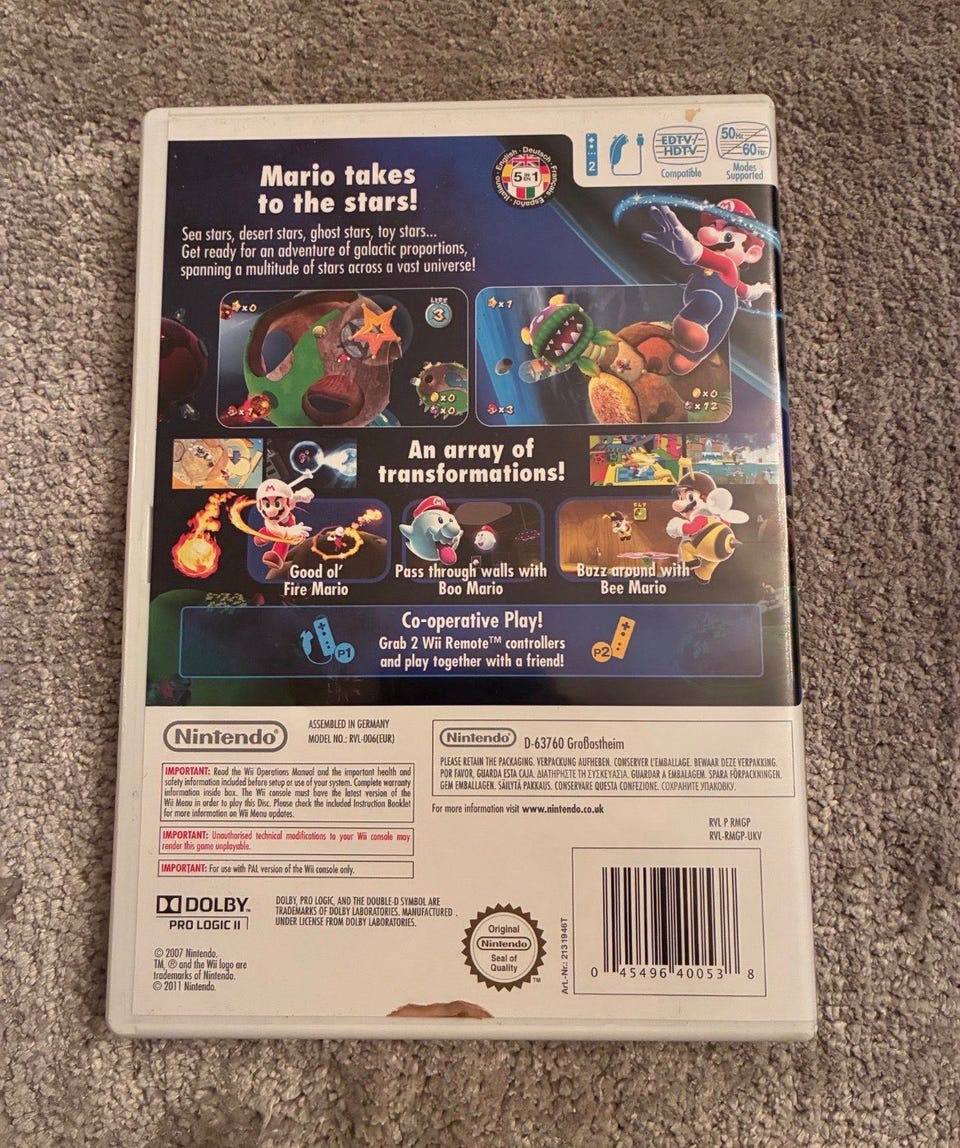 2
EDTV/
HDTV
Compatible
50Hz
60Hz
Modes
Supported
English · Deutsch · Français · Español · Italiano ·
5 IN 1
Mario takes
to the stars!
Sea stars, desert stars, ghost stars, toy stars...
Get ready for an adventure of galactic proportions,
spanning a multitude of stars across a vast universe!
x0
LIFE
3
x1
x0
x0
x1
x3
x0
x12
An array of
transformations!
M
FLY
Good ol'
Fire Mario
Pass through walls with
Boo Mario
Buzz around with
Bee Mario
Co-operative Play!
Grab 2 Wii Remote™ controllers
and play together with a friend!
P1
P2
Nintendo®
ASSEMBLED IN GERMANY
MODEL NO.: RVL-006(EUR)
IMPORTANT: Read the Wii Operations Manual and the important health and
safety information included before setup or use of your system. Complete warranty
information inside box. The Wii console must have the latest version of the
Wii Menu in order to play this Disc. Please check the included Instruction Booklet
for more information on Wii Menu updates.
IMPORTANT: Unauthorised technical modifications to your Wii console may
render this game unplayable.
IMPORTANT: For use with PAL version of the Wii console only.
DOLBY™
PRO LOGIC II
DOLBY, PRO LOGIC, AND THE DOUBLE-D SYMBOL ARE
TRADEMARKS OF DOLBY LABORATORIES. MANUFACTURED
UNDER LICENSE FROM DOLBY LABORATORIES.
© 2007 Nintendo.
TM, ® and the Wii logo are
trademarks of Nintendo.
© 2011 Nintendo.
Nintendo® D-63760 Großostheim
PLEASE RETAIN THE PACKAGING. VERPACKUNG AUFHEBEN. CONSERVER L'EMBALLAGE. BEWAAR DEZE VERPAKKING.
POR FAVOR, GUARDA ESTA CAJA. ΔΙΑΤΗΡΗΣΤΕ ΤΗ ΣΥΣΚΕΥΑΣΙΑ. GUARDAR A EMBALAGEM. SPARA FÖRPACKNINGEN.
GEM EMBALLAGEN. SÄILYTÄ PAKKAUS. CONSERVARE QUESTA CONFEZIONE. СОХРАНИТЕ УПАКОВКУ.
For more information visit www.nintendo.co.uk
RVL P RMGP
RVL-RMGP-UKV
Original
Nintendo®
Seal of
Quality
TM
Art.-Nr.: 2131946T
0 45496 40053 8